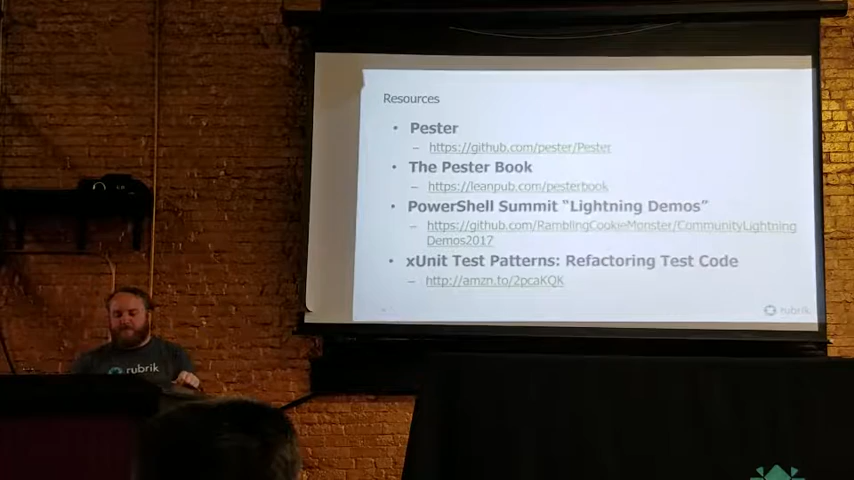 Resources
• Pester
– https://github.com/pester/Pester
• The Pester Book
– https://leanpub.com/pesterbook
• PowerShell Summit “Lightning Demos”
– https://github.com/RamblingCookieMonster/CommunityLightning
Demos2017
• xUnit Test Patterns: Refactoring Test Code
– http://amzn.to/2pcaKQK
rubrik
rubrik